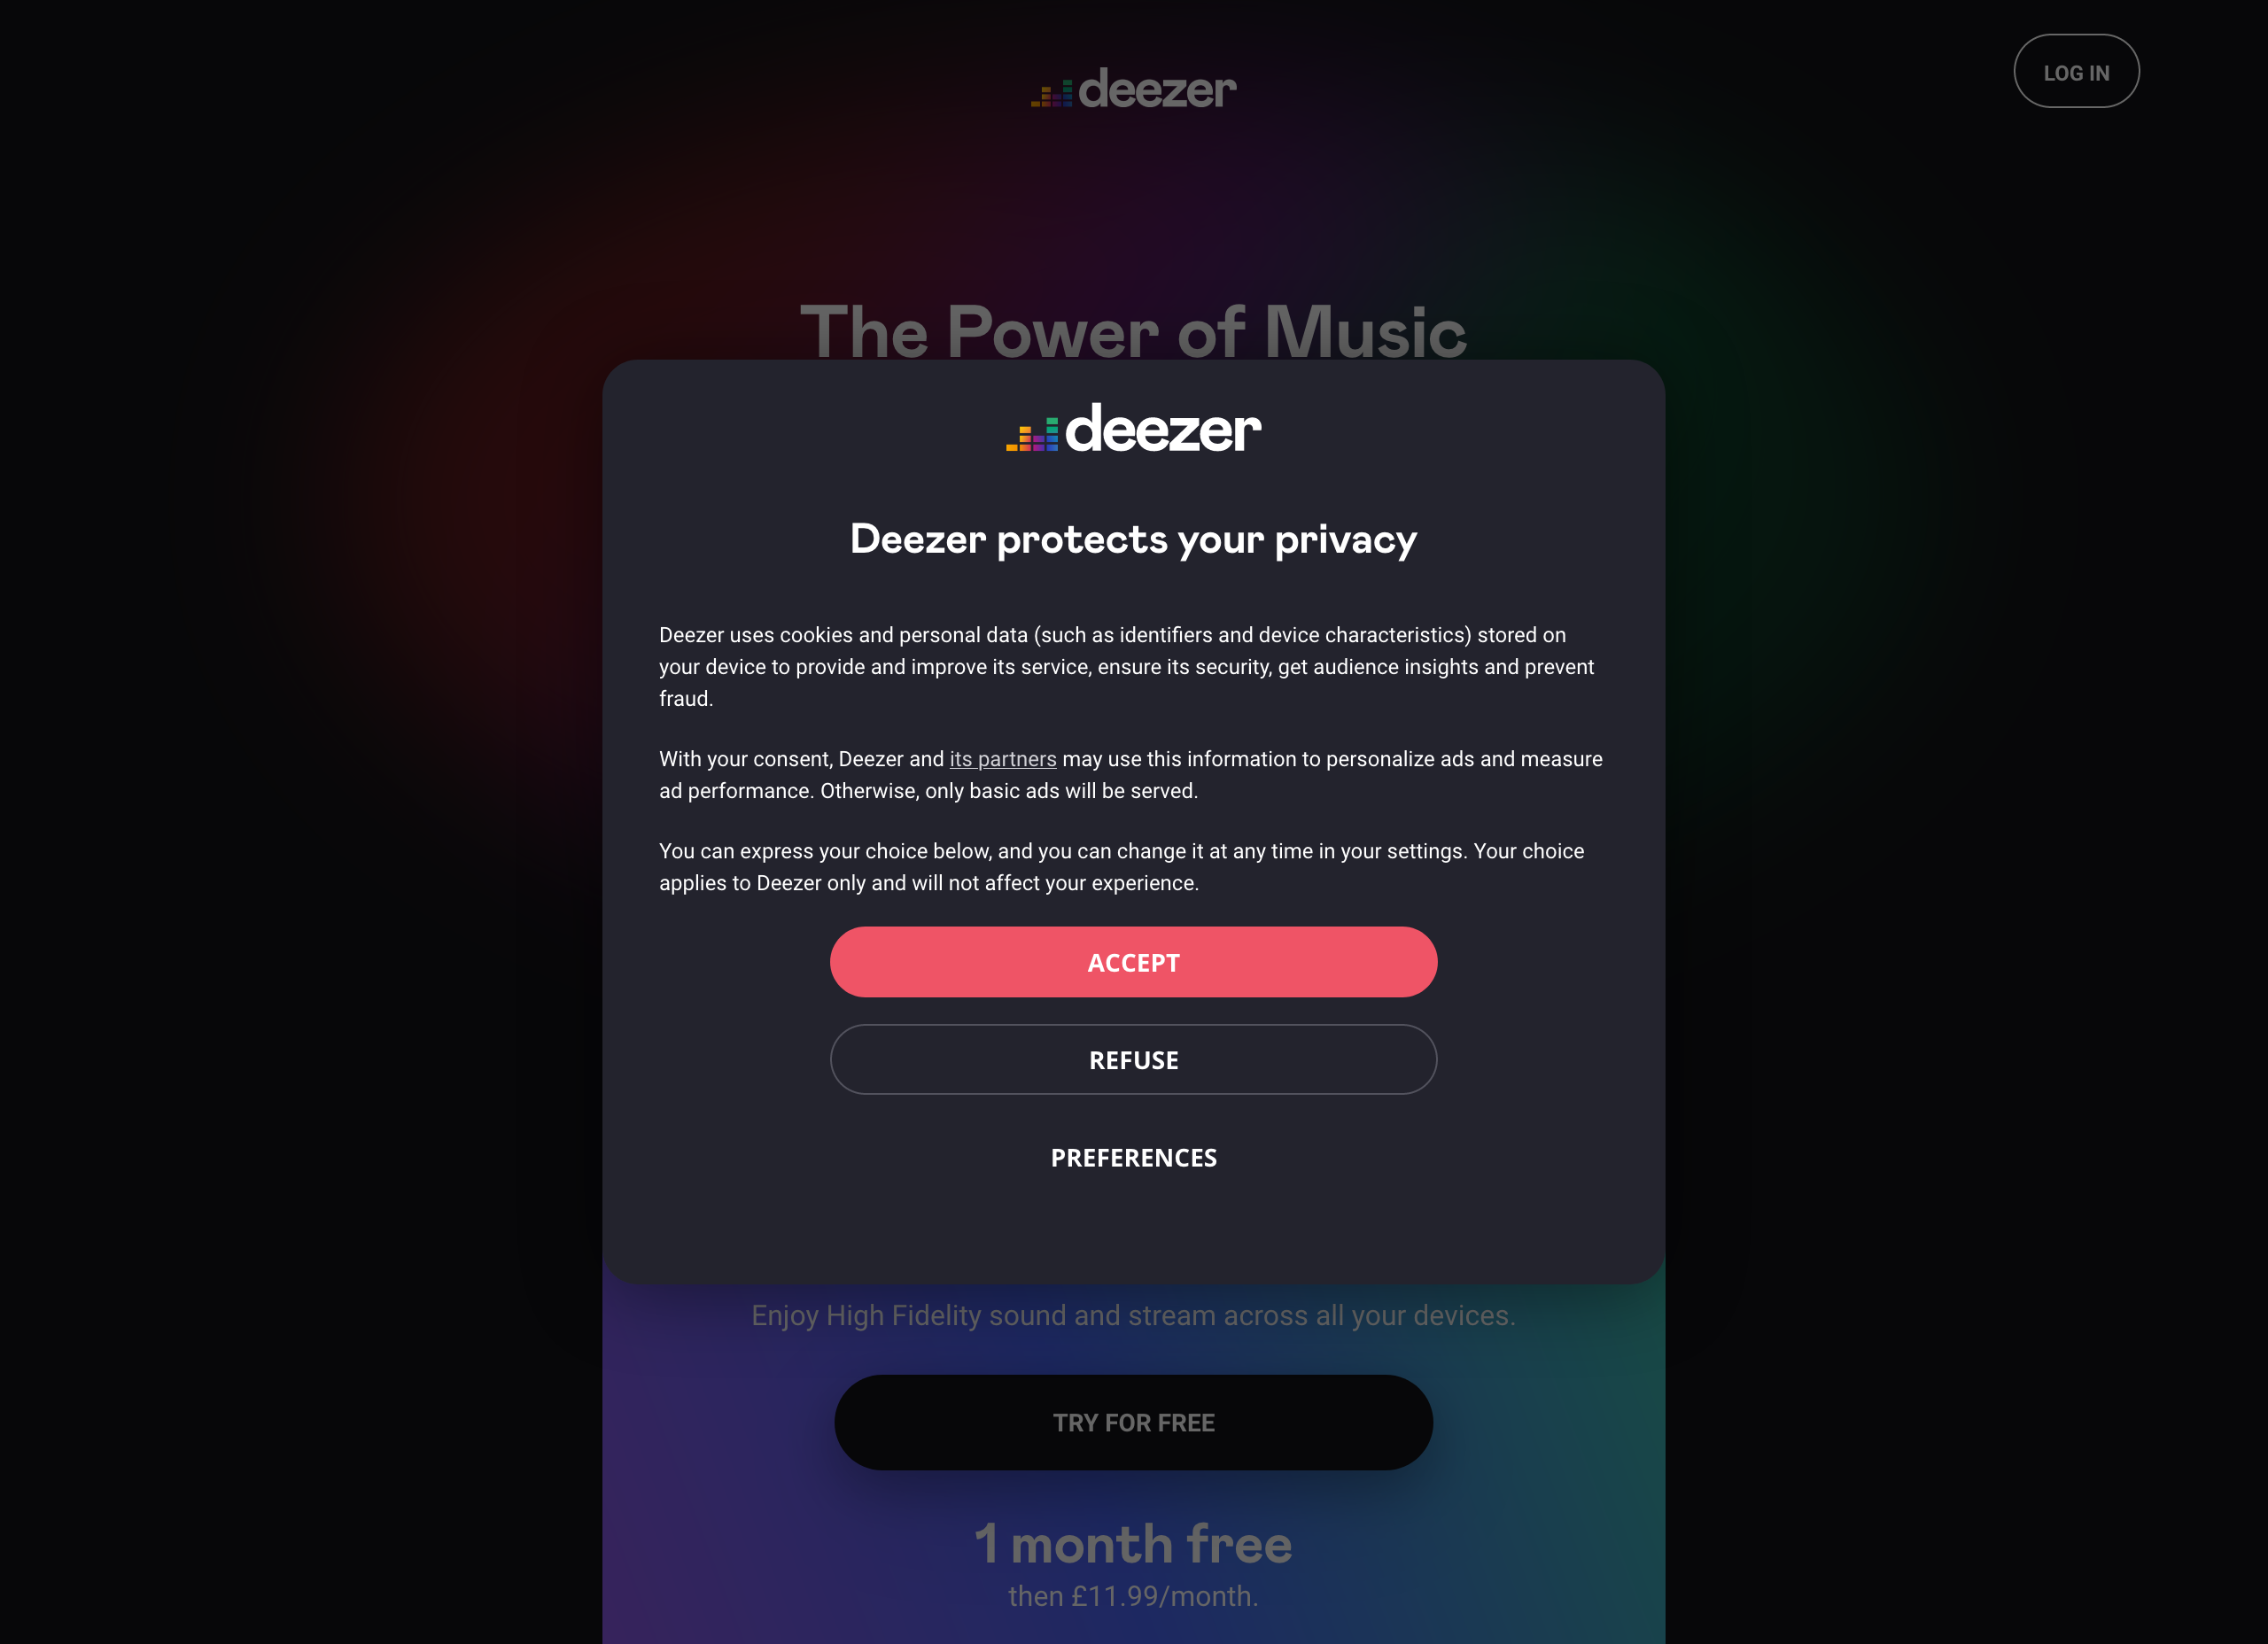 deezer
LOG IN
The Power of Music
deezer
Deezer protects your privacy
Deezer uses cookies and personal data (such as identifiers and device characteristics) stored on
your device to provide and improve its service, ensure its security, get audience insights and prevent
fraud.
With your consent, Deezer and its partners may use this information to personalize ads and measure
ad performance. Otherwise, only basic ads will be served.
You can express your choice below, and you can change it at any time in your settings. Your choice
applies to Deezer only and will not affect your experience.
ACCEPT
REFUSE
PREFERENCES
Enjoy High Fidelity sound and stream across all your devices.
TRY FOR FREE
1 month free
then £11.99/month.